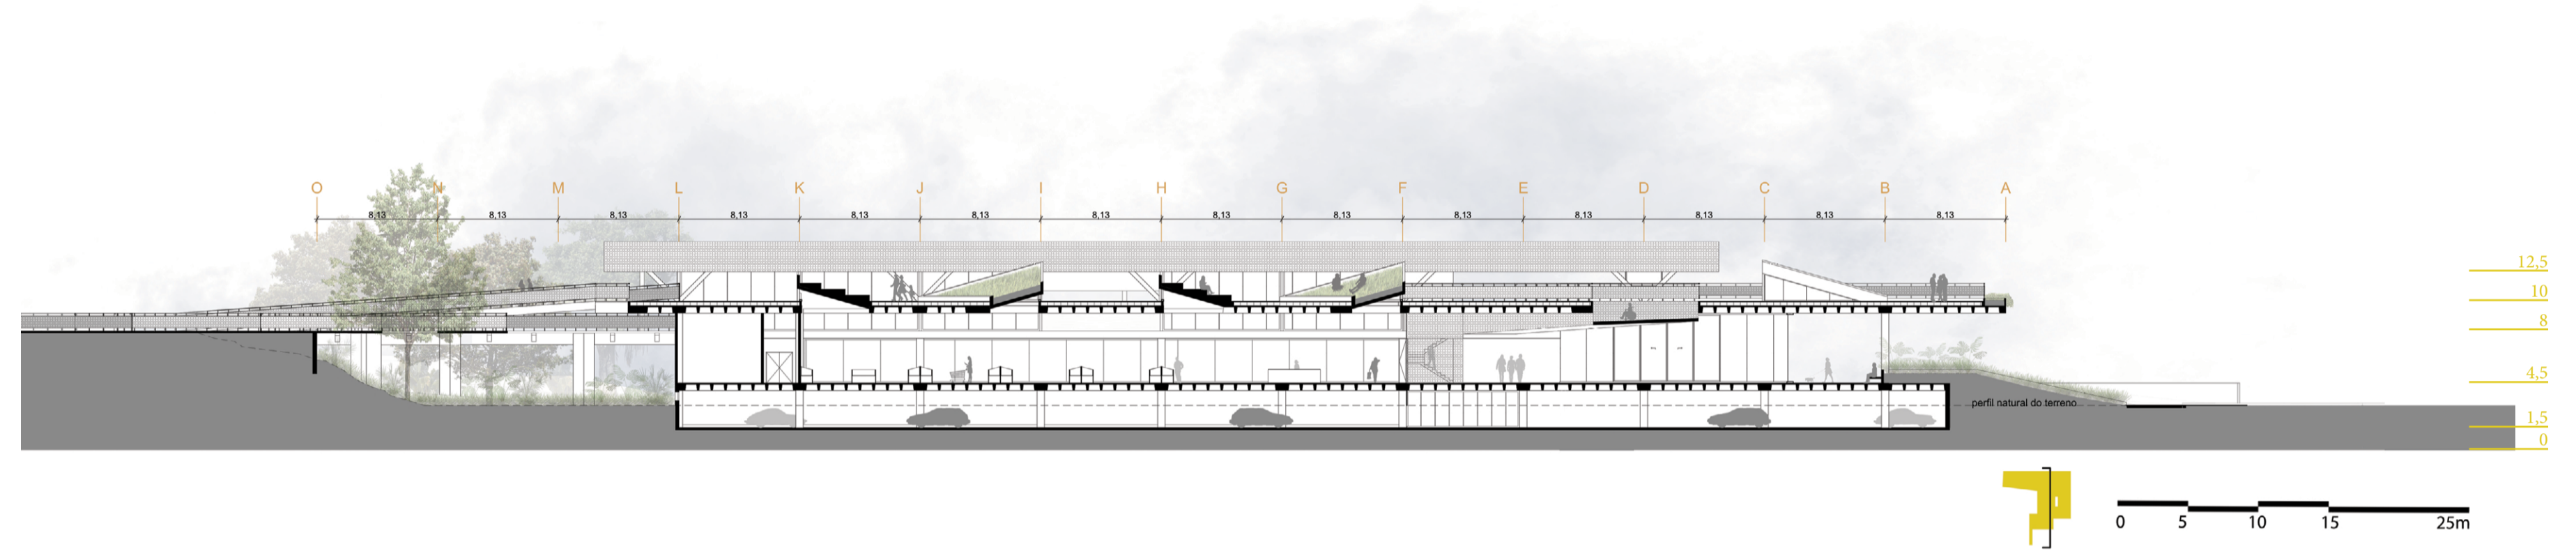 O N M L K J I H G F E D C B A
8,13 8,13 8,13 8,13 8,13 8,13 8,13 8,13 8,13 8,13 8,13 8,13 8,13 8,13
12,5
10
8
4,5
perfil natural do terreno
1,5
0
0 5 10 15 25m